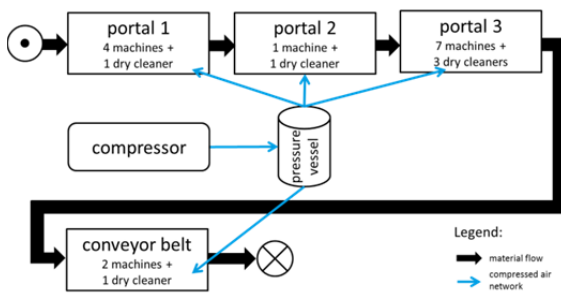 portal 1
4 machines +
1 dry cleaner
portal 2
1 machine +
1 dry cleaner
portal 3
7 machines +
3 dry cleaners
compressor
pressure
vessel
conveyor belt
2 machines +
1 dry cleaner
Legend:
material flow
compressed air
network